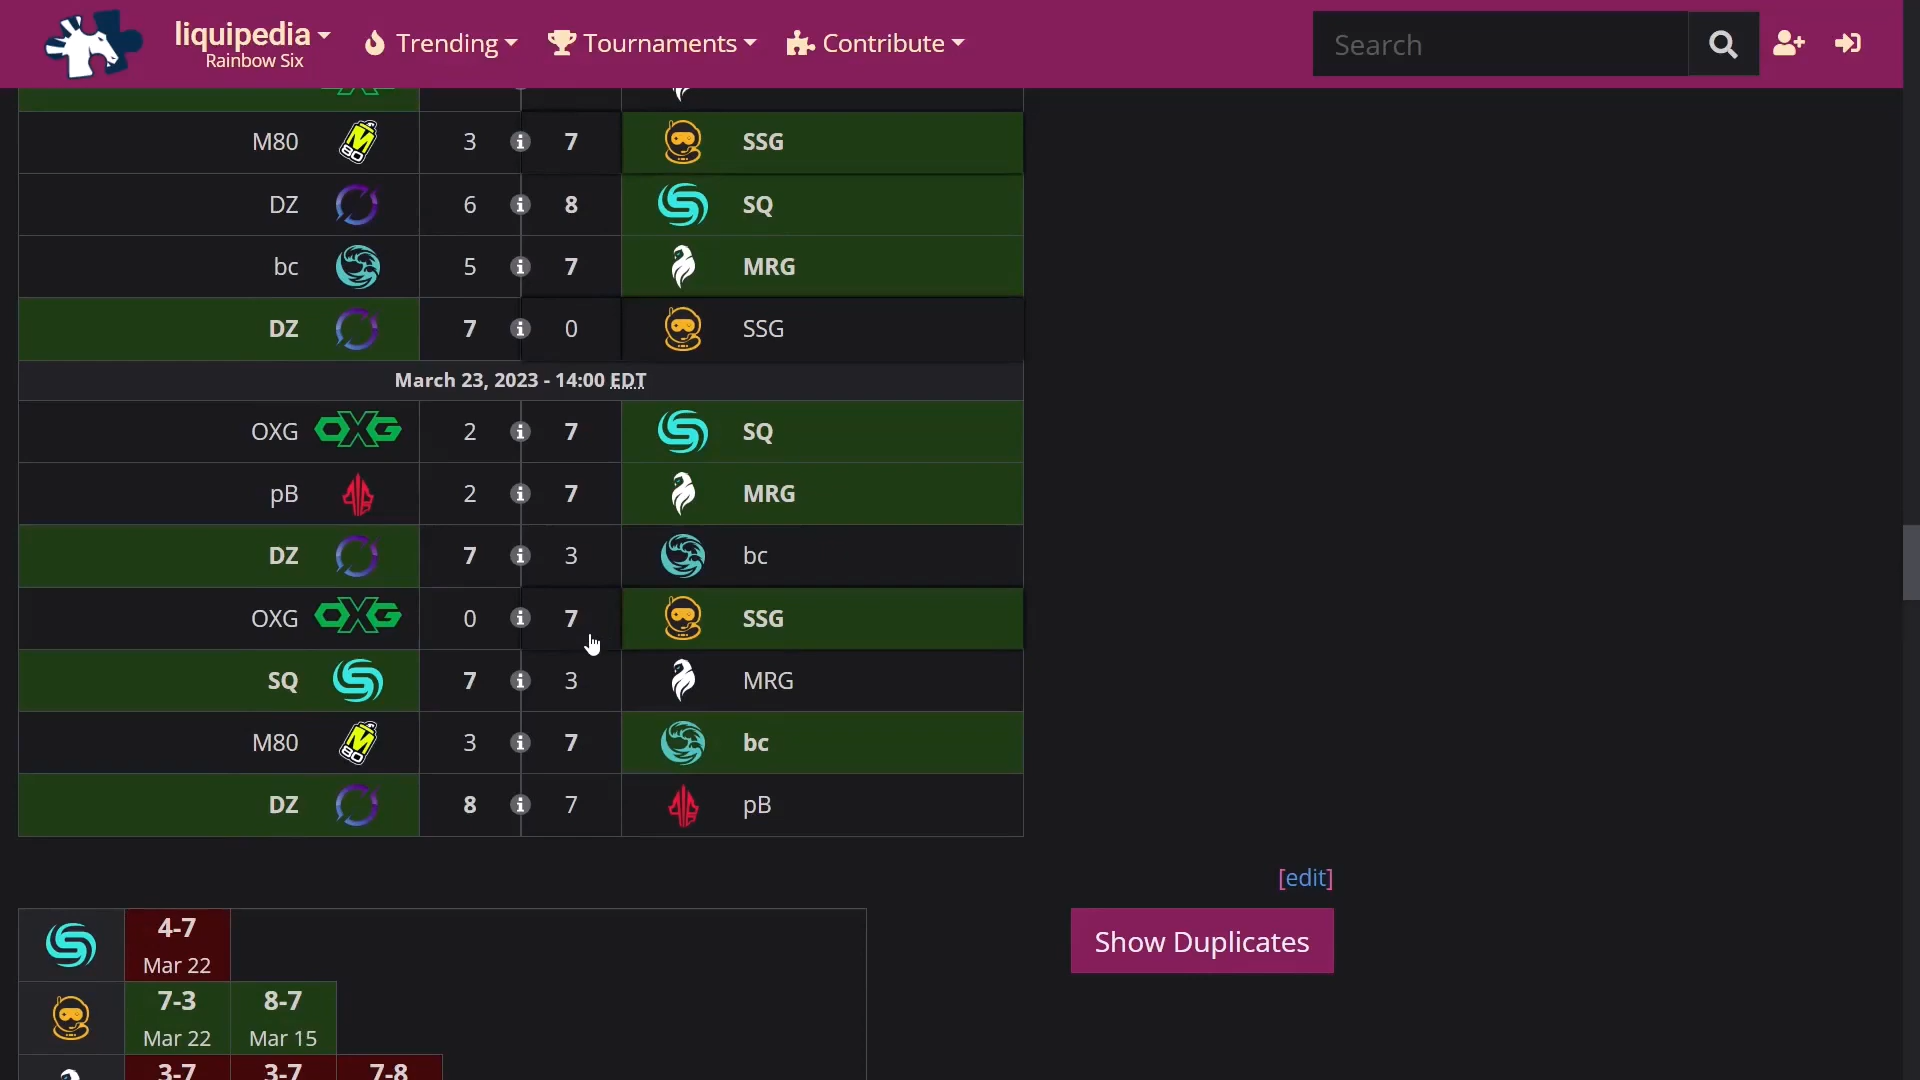 liquipedia
Rainbow Six
Trending
Tournaments
Contribute
Search
M80 3 7 SSG
DZ 6 8 SQ
bc 5 7 MRG
DZ 7 0 SSG
March 23, 2023 - 14:00 EDT
OXG OXG 2 7 SQ
pB 2 7 MRG
DZ 7 3 bc
OXG OXG 0 7 SSG
SQ 7 3 MRG
M80 3 7 bc
DZ 8 7 pB
[edit]
Show Duplicates
4-7
Mar 22
7-3 8-7
Mar 22 Mar 15
3-7 3-7 7-8